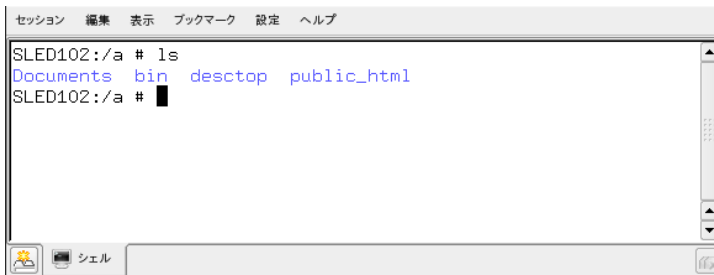 セッション 編集 表示 ブックマーク 設定 ヘルプ
SLED102:/a # ls
Documents bin desctop public_html
SLED102:/a #
シェル